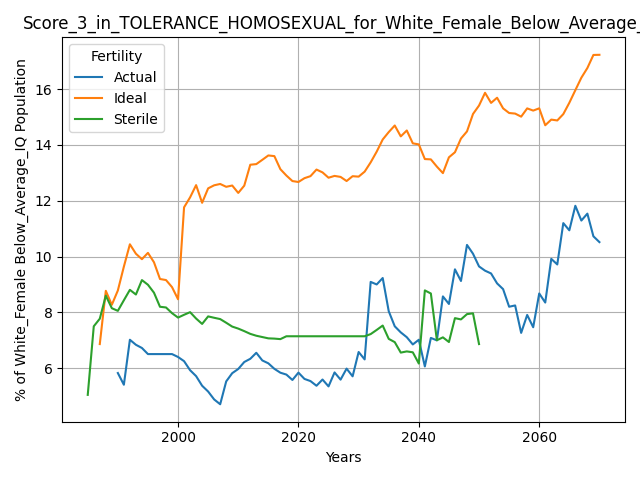 Score_3_in_TOLERANCE_HOMOSEXUAL_for_White_Female_Below_Average_
% of White_Female Below_Average_IQ Population
Fertility
Actual
Ideal
Sterile
16
14
12
10
8
6
2000 2020 2040 2060
Years